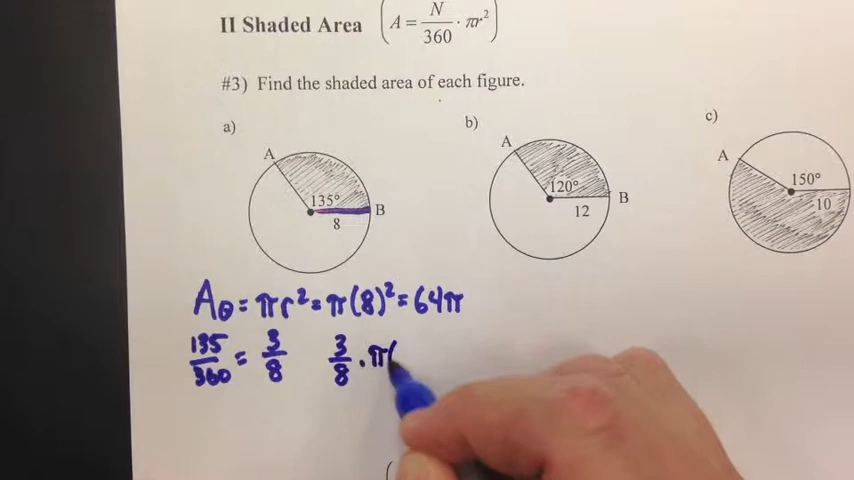 II Shaded Area (A = N/360 · πr²)
#3) Find the shaded area of each figure.
a)
b)
c)
A
135°
B
8
A
120°
B
12
A
150°
10
A⊙ = πr² = π(8)² = 64π
135/360 = 3/8   3/8 · π(